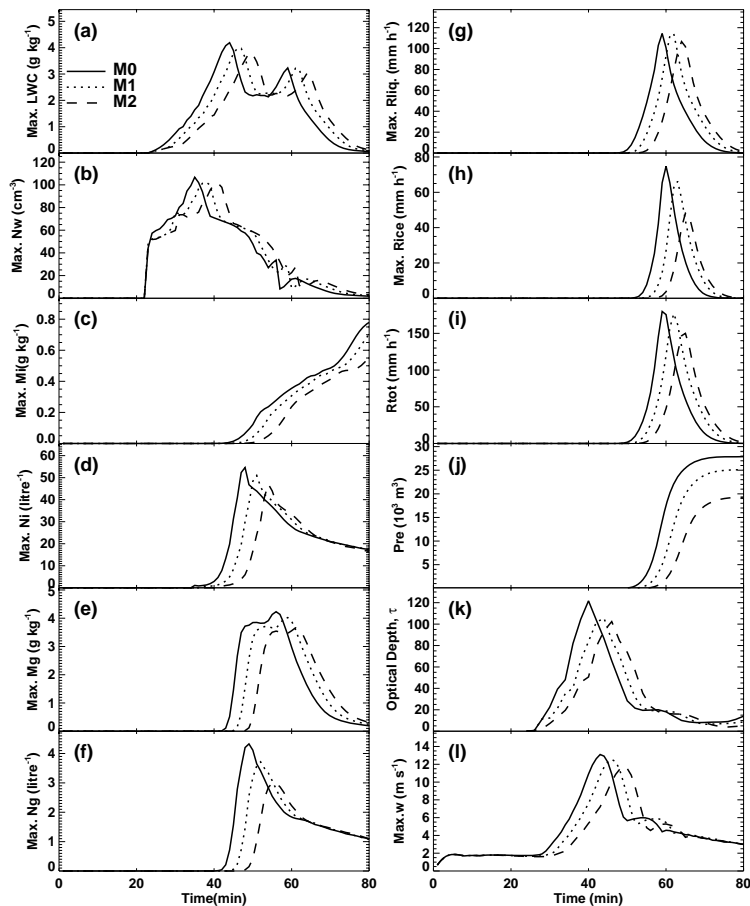 (a)
Max. LWC (g kg-1)
5
4
3
2
1
0
M0
M1
M2
(b)
Max. Nw (cm-3)
120
100
80
60
40
20
0
(c)
Max. Mi(g kg-1)
0.8
0.6
0.4
0.2
0.0
(d)
Max. Ni (litre-1)
60
50
40
30
20
10
0
(e)
Max. Mg (g kg-1)
5
4
3
2
1
0
(f)
Max. Ng (litre-1)
4
3
2
1
0
0 20 40 60 80
Time(min)
(g)
Max. Rliq. (mm h-1)
120
100
80
60
40
20
0
(h)
Max. Rice (mm h-1)
80
60
40
20
0
(i)
Rtot (mm h-1)
150
100
50
0
(j)
Pre (103 m3)
30
25
20
15
10
5
(k)
Optical Depth, τ
120
100
80
60
40
20
0
(l)
Max.w (m s-1)
14
12
10
8
6
4
2
0
0 20 40 60 80
Time (min)